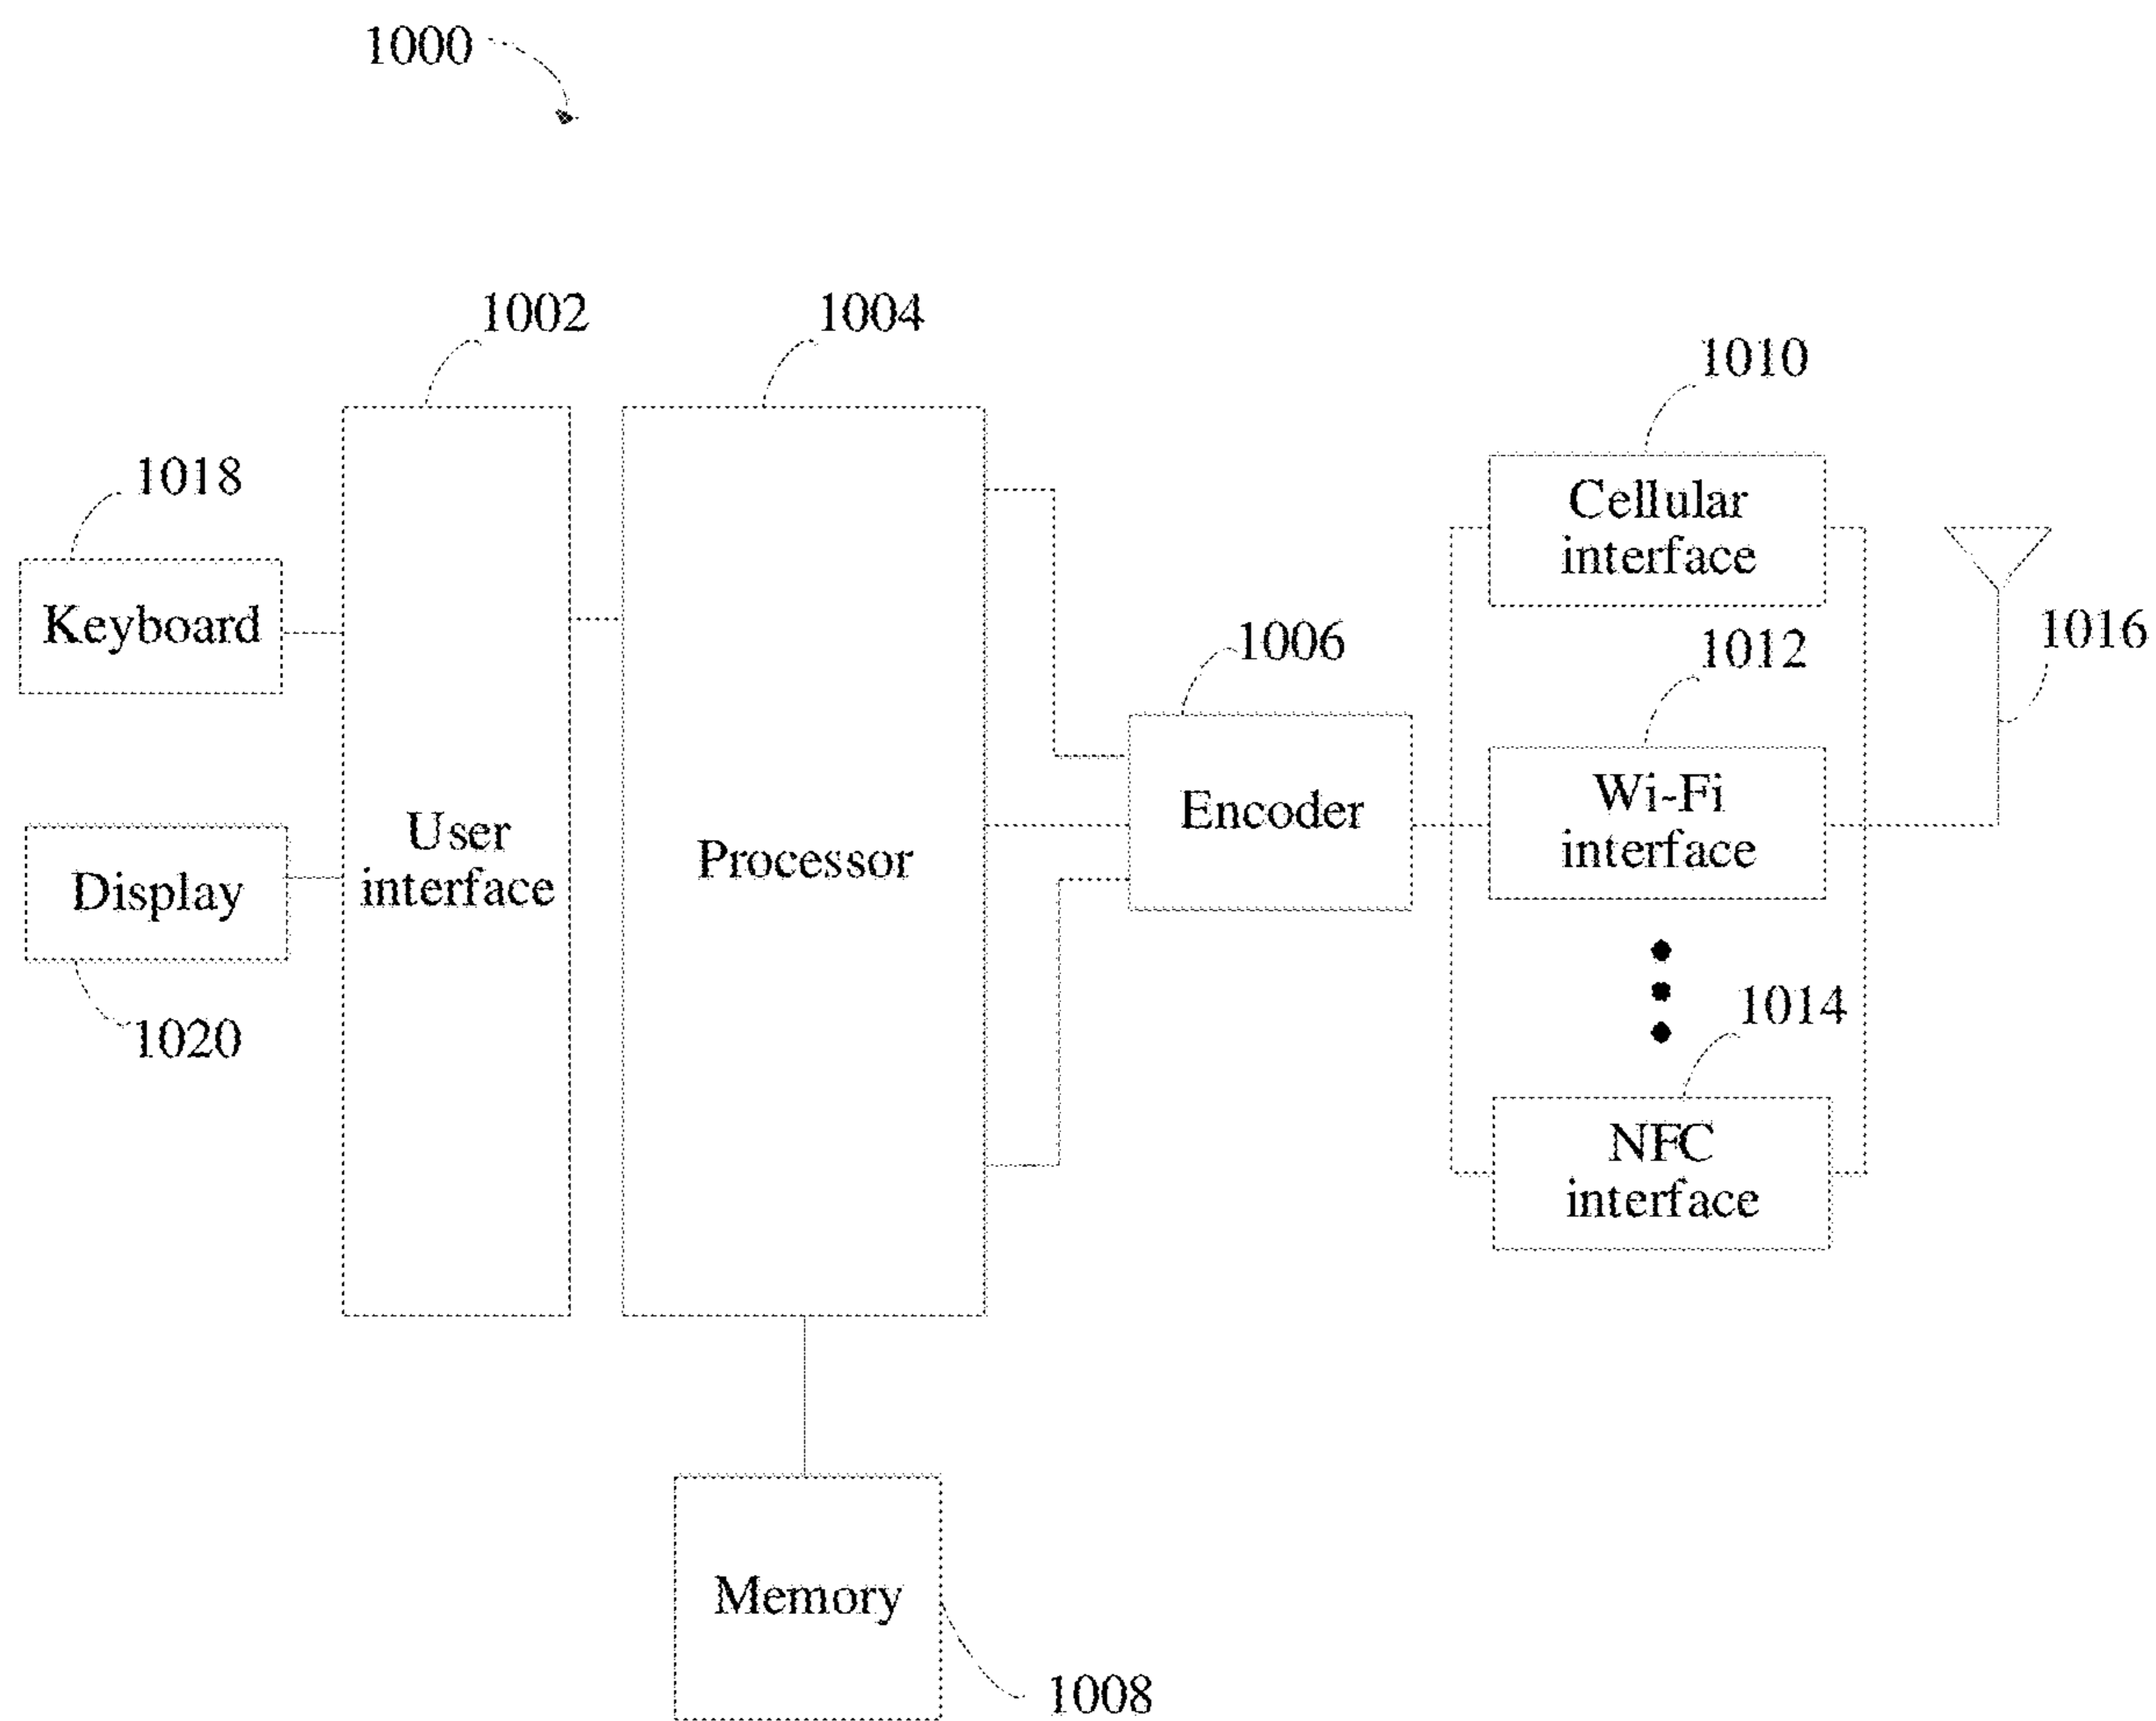 1000
1002
1004
1010
1018
Cellular
interface
Keyboard
1016
1006
1012
Wi-Fi
interface
Encoder
User
interface
Processor
Display
1014
1020
NFC
interface
Memory
1008